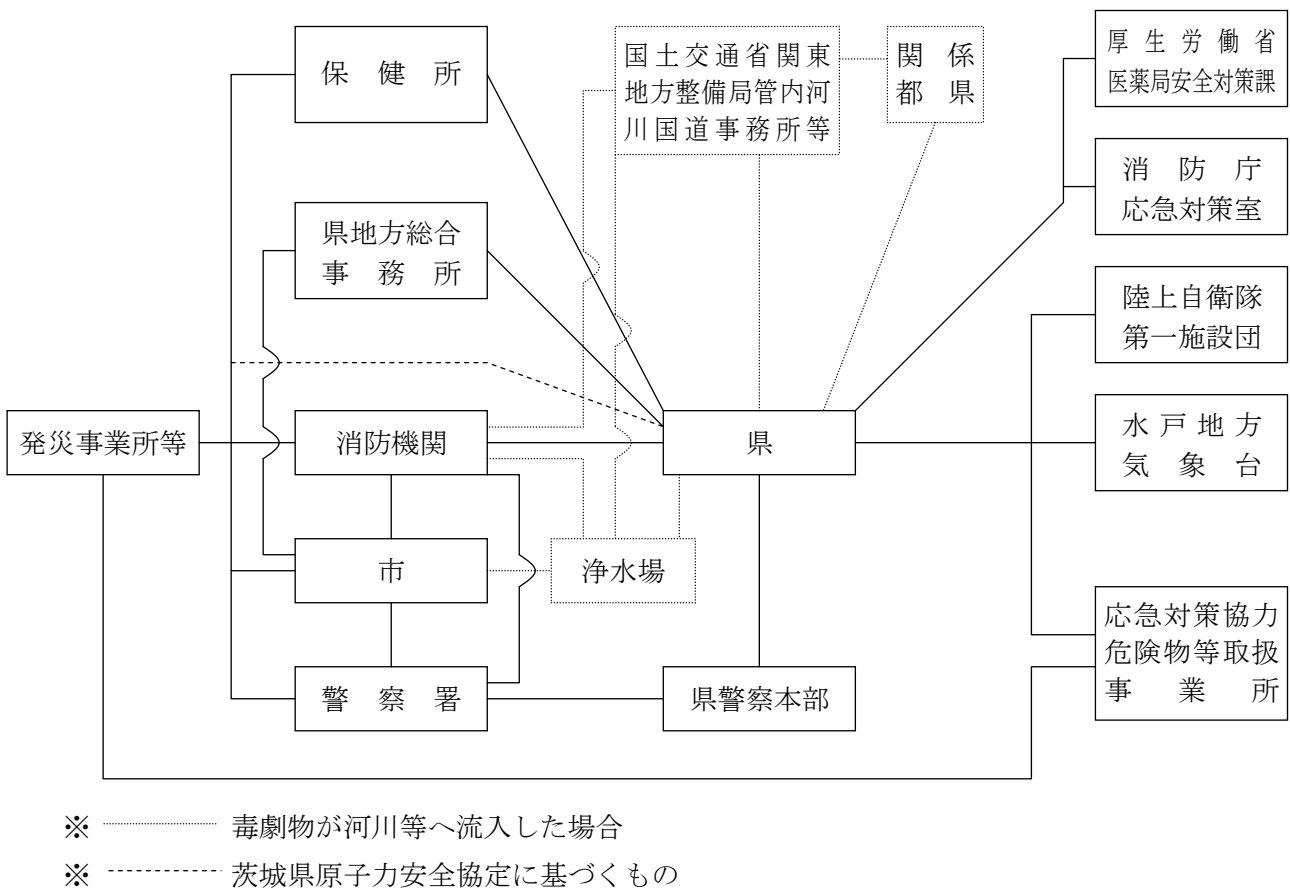 保健所
国土交通省関東
地方整備局管内河
川国道事務所等
関係
都県
厚生労働省
医薬局安全対策課
消防庁
応急対策室
県地方総合
事務所
陸上自衛隊
第一施設団
発災事業所等
消防機関
県
水戸地方
気象台
市
浄水場
応急対策協力
危険物等取扱
事業所
警察署
県警察本部
※ 毒劇物が河川等へ流入した場合
※ 茨城県原子力安全協定に基づくもの